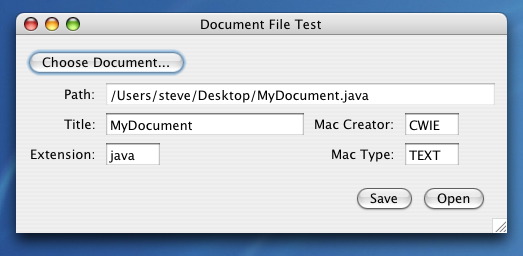 Document File Test
Choose Document...
Path: /Users/steve/Desktop/MyDocument.java
Title: MyDocument Mac Creator: CWIE
Extension: java Mac Type: TEXT
Save Open